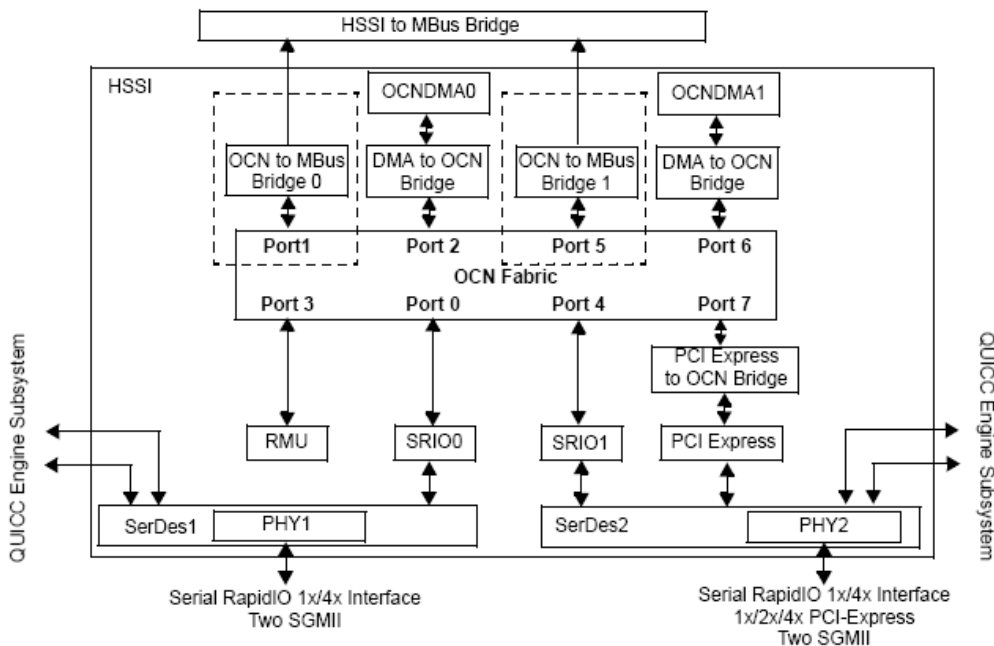 HSSI to MBus Bridge
HSSI
OCNDMA0
OCNDMA1
OCN to MBus
Bridge 0
DMA to OCN
Bridge
OCN to MBus
Bridge 1
DMA to OCN
Bridge
Port1
Port 2
Port 5
Port 6
OCN Fabric
Port 3
Port 0
Port 4
Port 7
PCI Express
to OCN Bridge
QUICC Engine Subsystem
QUICC Engine Subsystem
RMU
SRIO0
SRIO1
PCI Express
SerDes1
PHY1
SerDes2
PHY2
Serial RapidIO 1x/4x Interface
Two SGMII
Serial RapidIO 1x/4x Interface
1x/2x/4x PCI-Express
Two SGMII